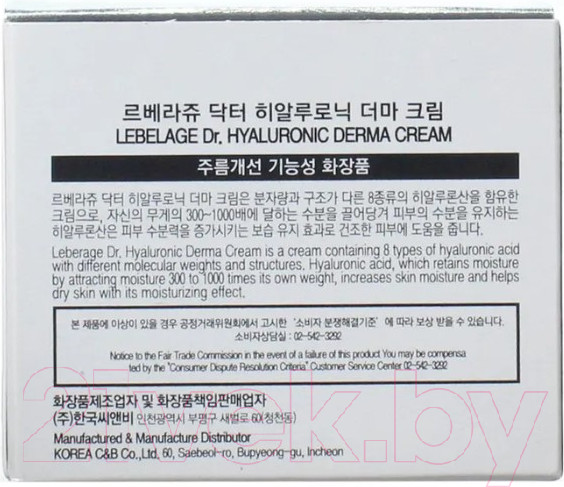 르베라쥬 닥터 히알루로닉 더마 크림
LEBELAGE Dr. HYALURONIC DERMA CREAM
주름개선 기능성 화장품
르베라쥬 닥터 히알루로닉 더마 크림은 분자량과 구조가 다른 8종류의 히알루론산을 함유한
크림으로, 자신의 무게의 300~1000배에 달하는 수분을 끌어당겨 피부의 수분을 유지하는
히알루론산은 피부 수분력을 증가시키는 보습 유지 효과로 건조한 피부에 도움을 줍니다.
Leberage Dr. Hyaluronic Derma Cream is a cream containing 8 types of hyaluronic acid
with different molecular weights and structures. Hyaluronic acid, which retains moisture
by attracting moisture 300 to 1000 times its own weight, increases skin moisture and helps
dry skin with its moisturizing effect.
본 제품에 이상이 있을 경우 공정거래위원회에서 고시한 '소비자 분쟁해결기준' 에 따라 보상 받을 수 있습니다.
소비자상담실 : 02-542-3292
Notice to the Fair Trade Commission in the event of a failure of this product You may be compensa
ted by the "Consumer Dispute Resolution Criteria". Customer Service Center 02-542-3292
화장품제조업자 및 화장품책임판매업자
(주)한국씨앤비 인천광역시 부평구 새벌로 60(청천동)
Manufactured & Manufacture Distributor
KOREA C&B Co.,Ltd, 60, Saebeol-ro, Bupyeong-gu, Incheon
21vek.by